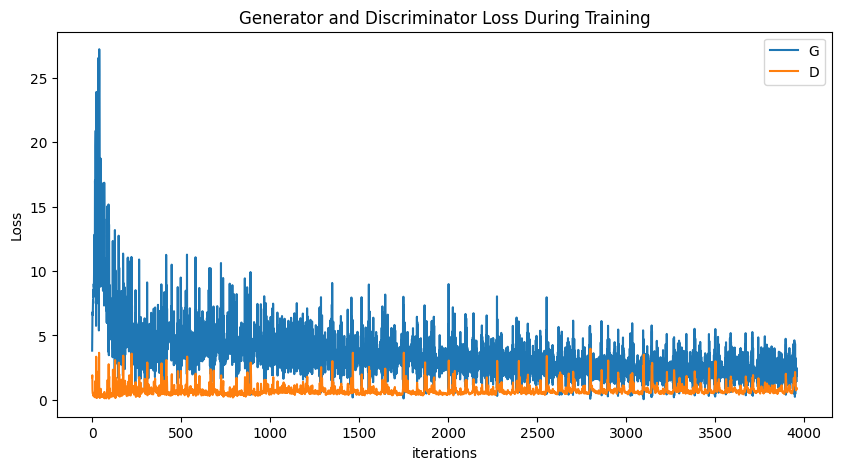 Generator and Discriminator Loss During Training
G
D
25
20
15
10
5
0
Loss
0 500 1000 1500 2000 2500 3000 3500 4000
iterations